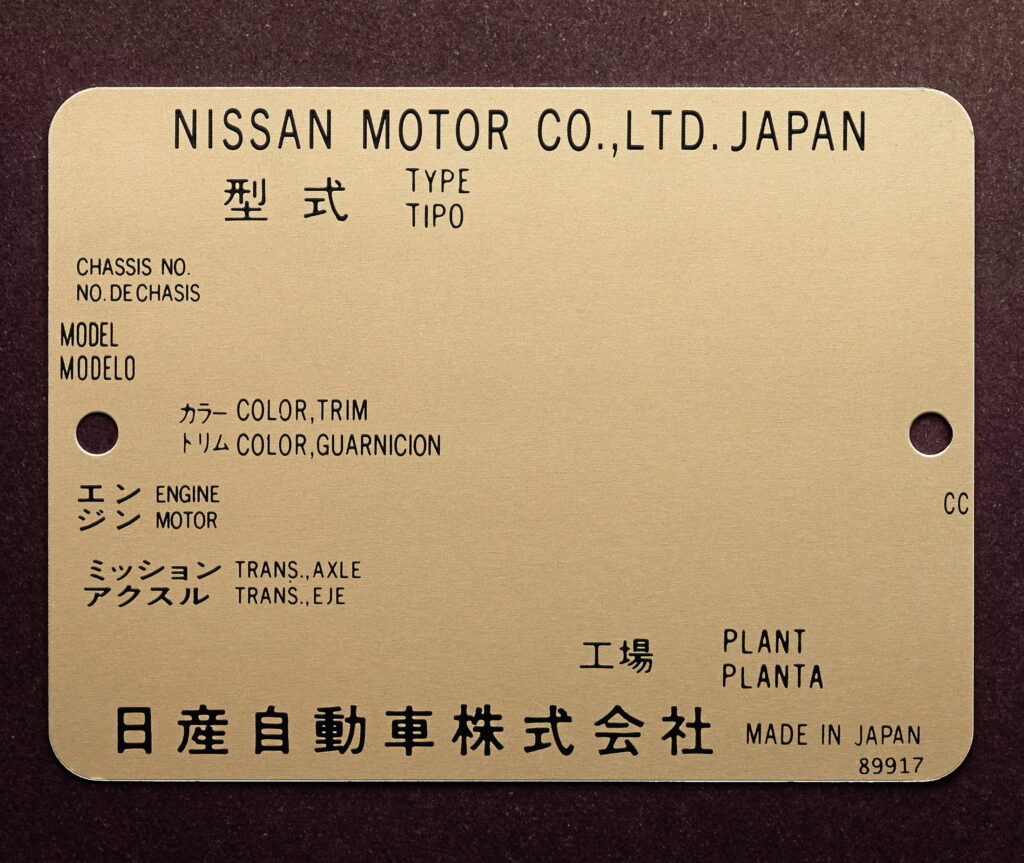 NISSAN MOTOR CO.,LTD. JAPAN
型式 TYPE
TIPO
CHASSIS NO.
NO. DE CHASIS
MODEL
MODELO
カラー COLOR,TRIM
トリム COLOR,GUARNICION
エン ENGINE
ジン MOTOR
CC
ミッション TRANS.,AXLE
アクスル TRANS.,EJE
工場 PLANT
PLANTA
日産自動車株式会社 MADE IN JAPAN
89917